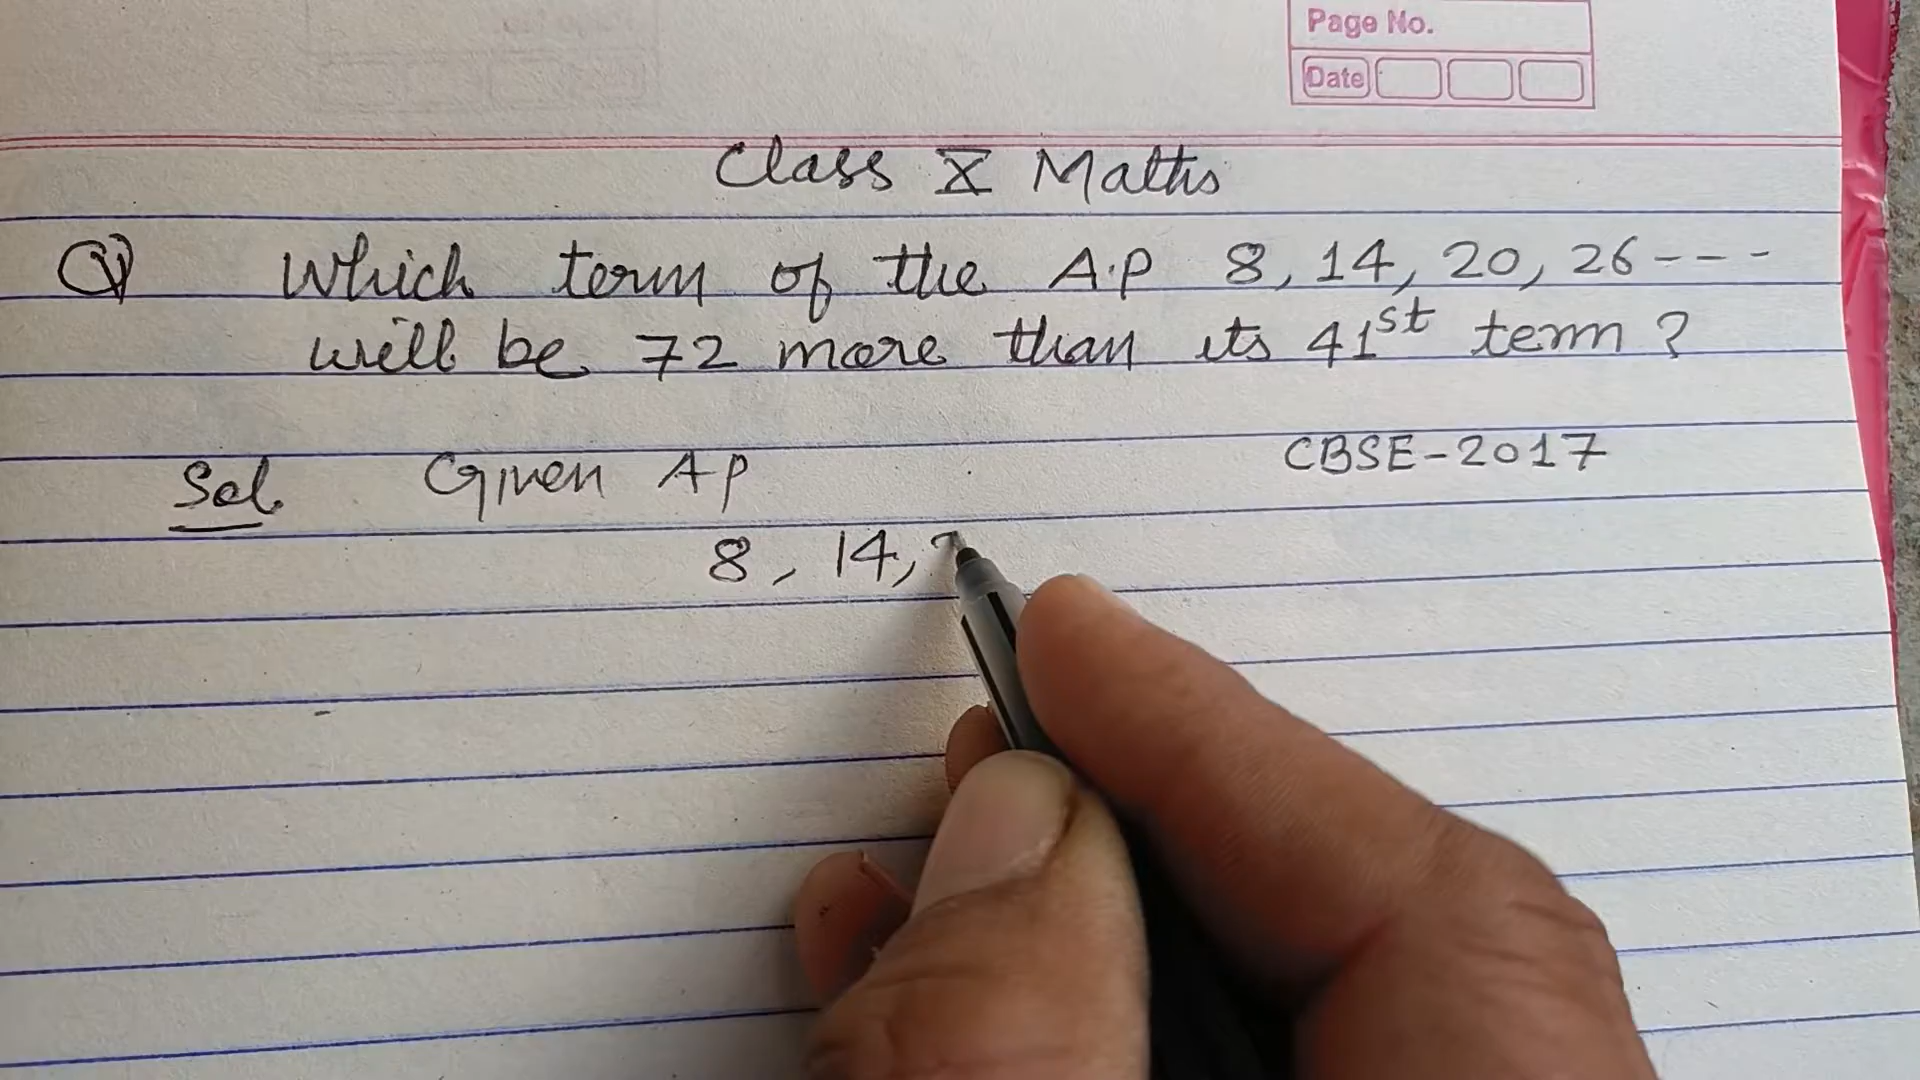 Page No.
Date
Class X Maths
Q) Which term of the A.P 8, 14, 20, 26 - - -
will be 72 more than its 41st term ?
CBSE-2017
Sol. Given AP
8, 14,